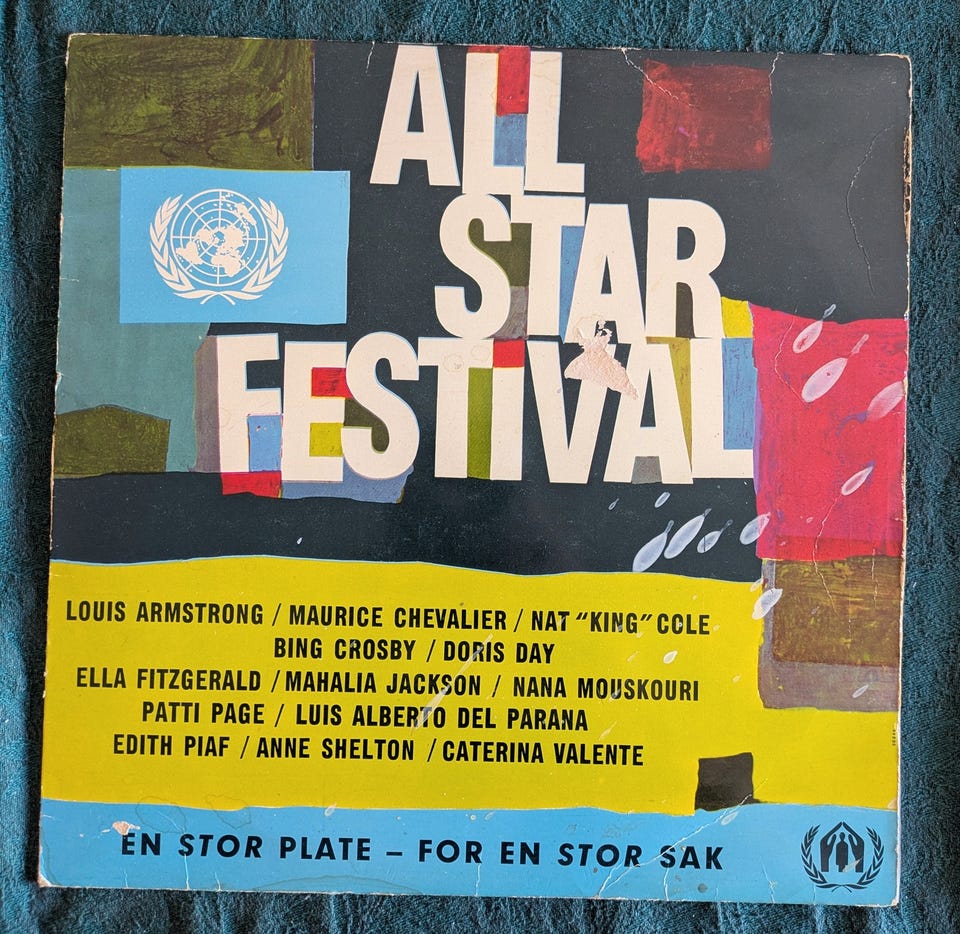 ALL
STAR
FESTiVAL
LOUIS ARMSTRONG / MAURICE CHEVALIER / NAT “KING” COLE
BING CROSBY / DORIS DAY
ELLA FITZGERALD / MAHALIA JACKSON / NANA MOUSKOURI
PATTI PAGE / LUIS ALBERTO DEL PARANA
EDITH PIAF / ANNE SHELTON / CATERINA VALENTE
EN STOR PLATE – FOR EN STOR SAK